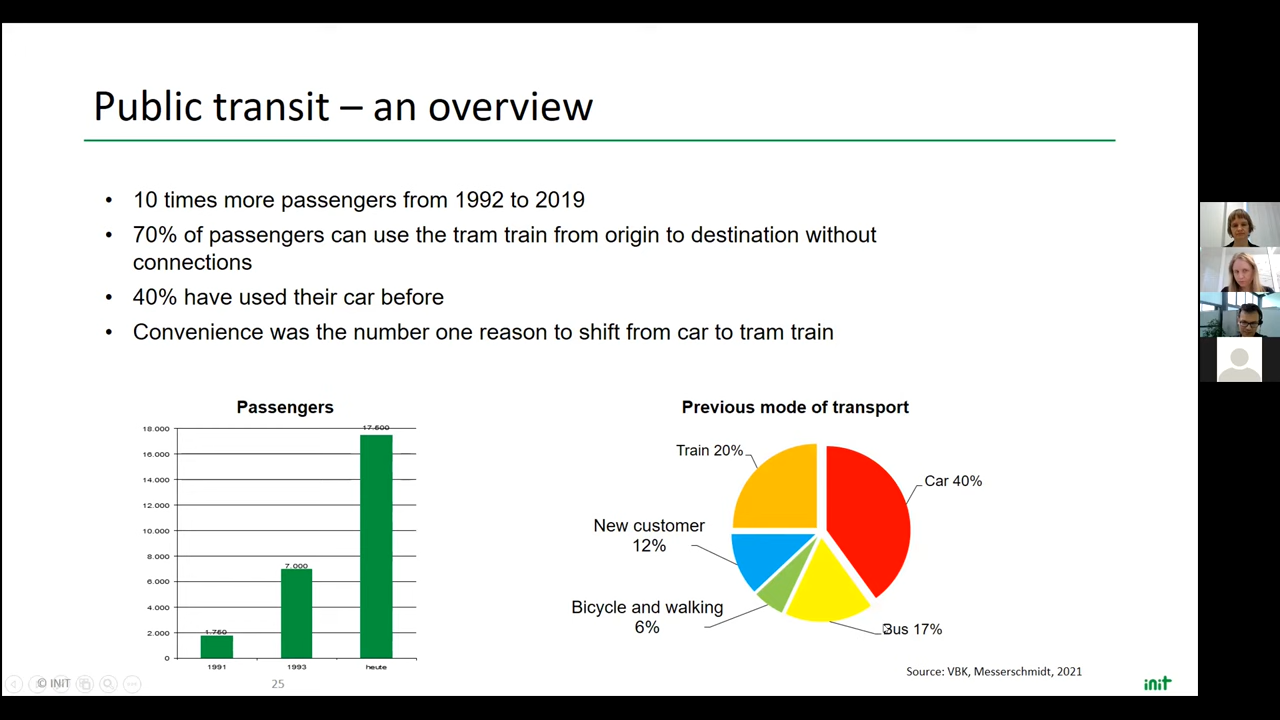 Public transit – an overview
• 10 times more passengers from 1992 to 2019
• 70% of passengers can use the tram train from origin to destination without
connections
• 40% have used their car before
• Convenience was the number one reason to shift from car to tram train
Passengers
18.000
17.500
16.000
14.000
12.000
10.000
8.000
7.000
6.000
4.000
2.000
1.750
0
1991
1993
heute
Previous mode of transport
Train 20%
Car 40%
New customer
12%
Bicycle and walking
6%
Bus 17%
Source: VBK, Messerschmidt, 2021
© INIT
25
init